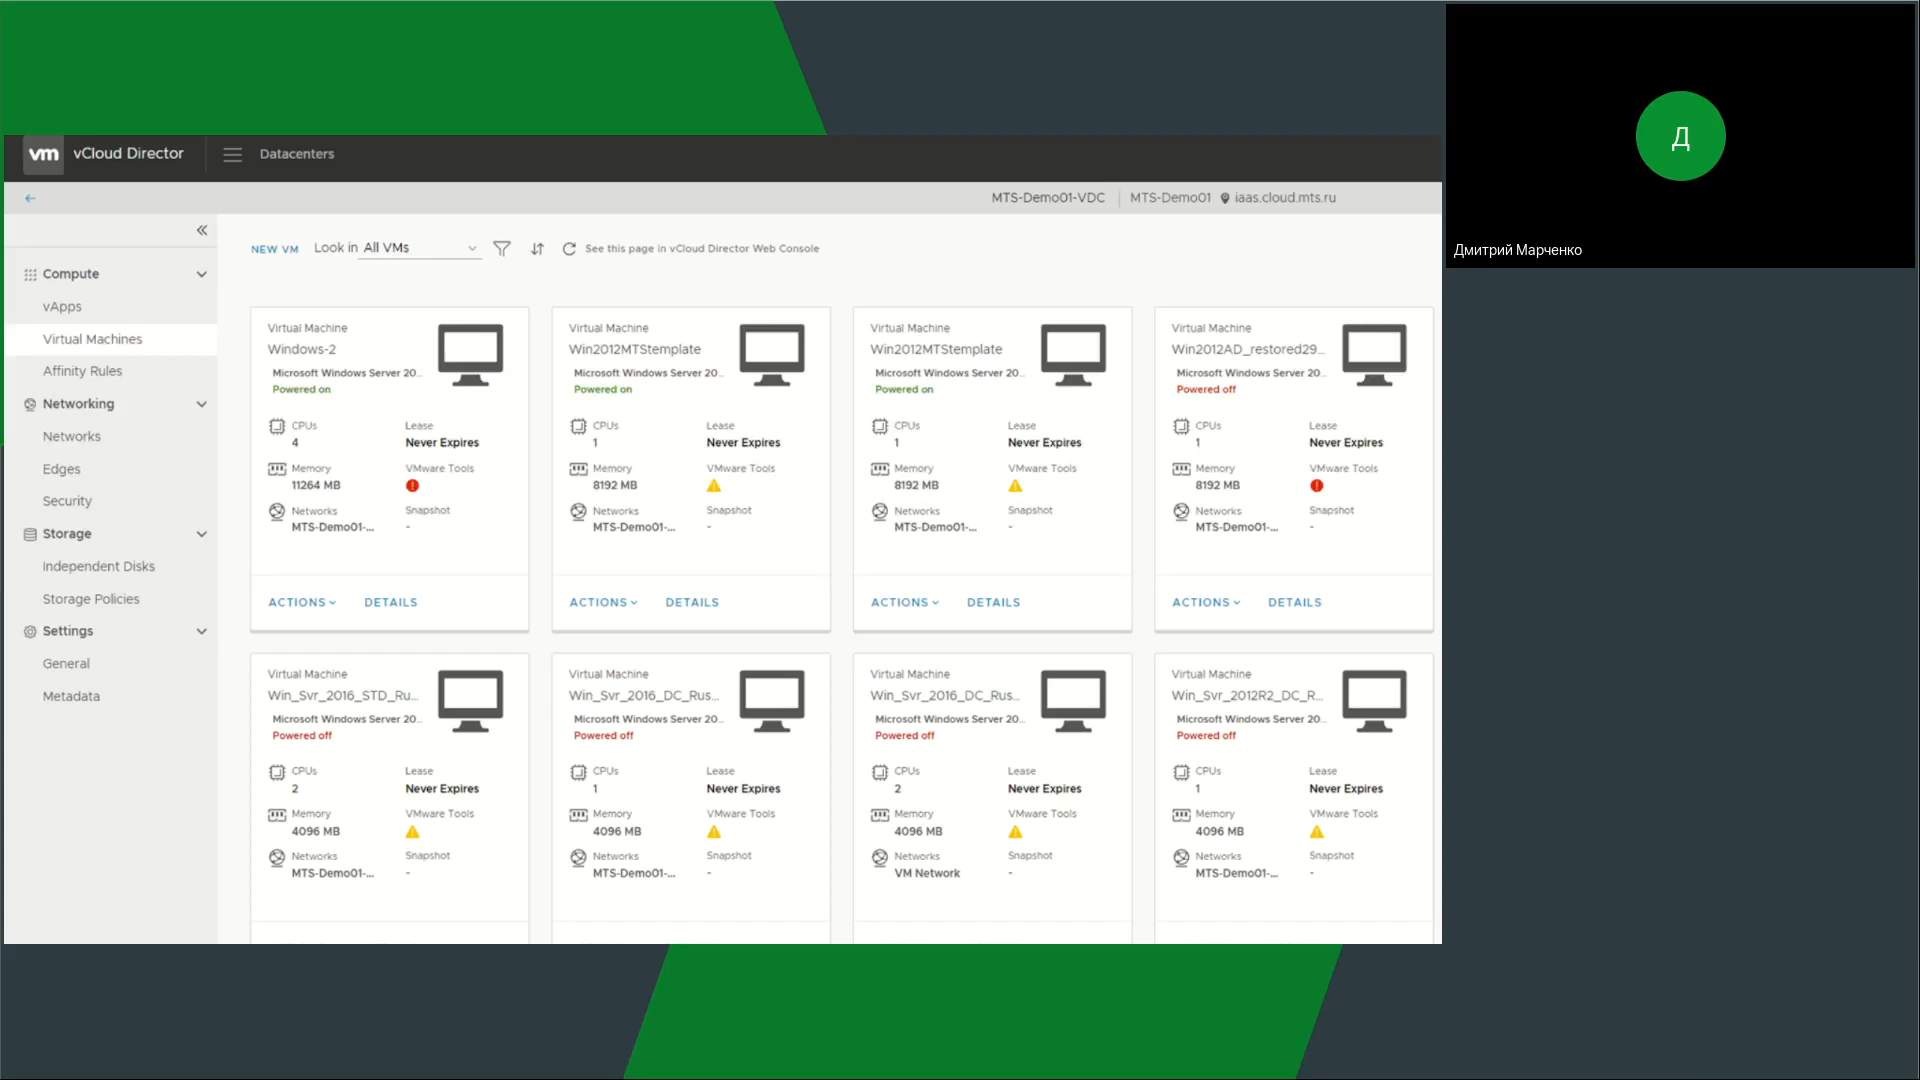 vm vCloud Director Datacenters
MTS-Demo01-VDC MTS-Demo01 iaas.cloud.mts.ru
Compute
vApps
Virtual Machines
Affinity Rules
Networking
Networks
Edges
Security
Storage
Independent Disks
Storage Policies
Settings
General
Metadata
NEW VM Look in All VMs See this page in vCloud Director Web Console
Virtual Machine
Windows-2
Microsoft Windows Server 20...
Powered on
CPUs Lease
4 Never Expires
Memory VMware Tools
11264 MB
Networks Snapshot
MTS-Demo01-... -
ACTIONS DETAILS
Virtual Machine
Win2012MTStemplate
Microsoft Windows Server 20...
Powered on
CPUs Lease
1 Never Expires
Memory VMware Tools
8192 MB
Networks Snapshot
MTS-Demo01-... -
ACTIONS DETAILS
Virtual Machine
Win2012MTStemplate
Microsoft Windows Server 20...
Powered on
CPUs Lease
1 Never Expires
Memory VMware Tools
8192 MB
Networks Snapshot
MTS-Demo01-... -
ACTIONS DETAILS
Virtual Machine
Win2012AD_restored29...
Microsoft Windows Server 20...
Powered off
CPUs Lease
1 Never Expires
Memory VMware Tools
8192 MB
Networks Snapshot
MTS-Demo01-... -
ACTIONS DETAILS
Virtual Machine
Win_Svr_2016_STD_Ru...
Microsoft Windows Server 20...
Powered off
CPUs Lease
2 Never Expires
Memory VMware Tools
4096 MB
Networks Snapshot
MTS-Demo01-... -
Virtual Machine
Win_Svr_2016_DC_Rus...
Microsoft Windows Server 20...
Powered off
CPUs Lease
1 Never Expires
Memory VMware Tools
4096 MB
Networks Snapshot
MTS-Demo01-... -
Virtual Machine
Win_Svr_2016_DC_Rus...
Microsoft Windows Server 20...
Powered off
CPUs Lease
2 Never Expires
Memory VMware Tools
4096 MB
Networks Snapshot
VM Network -
Virtual Machine
Win_Svr_2012R2_DC_R...
Microsoft Windows Server 20...
Powered off
CPUs Lease
1 Never Expires
Memory VMware Tools
4096 MB
Networks Snapshot
MTS-Demo01-... -
Д
Дмитрий Марченко